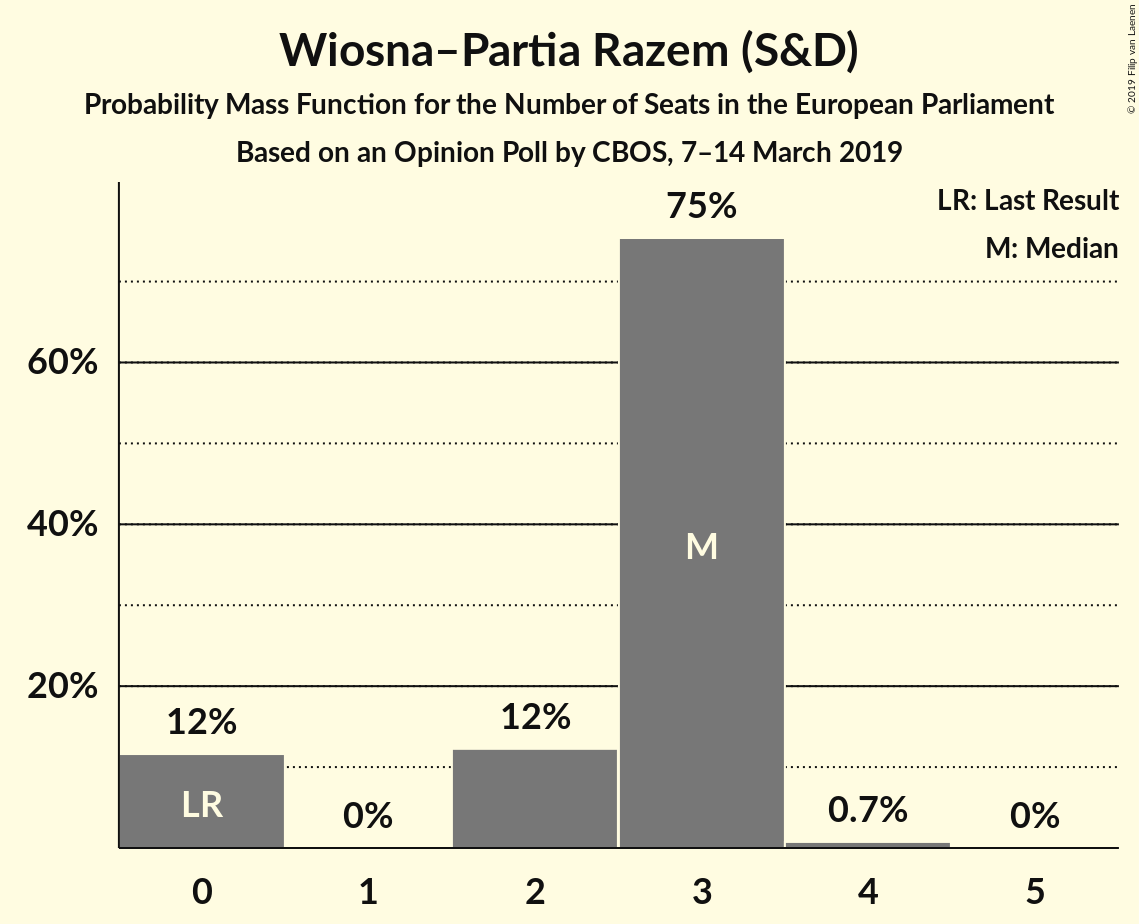 Wiosna–Partia Razem (S&D)
Probability Mass Function for the Number of Seats in the European Parliament
Based on an Opinion Poll by CBOS, 7–14 March 2019
© 2019 Filip van Laenen
LR: Last Result
M: Median
75%
60%
40%
M
20%
12%
12%
LR
0%
0.7%
0%
0 1 2 3 4 5